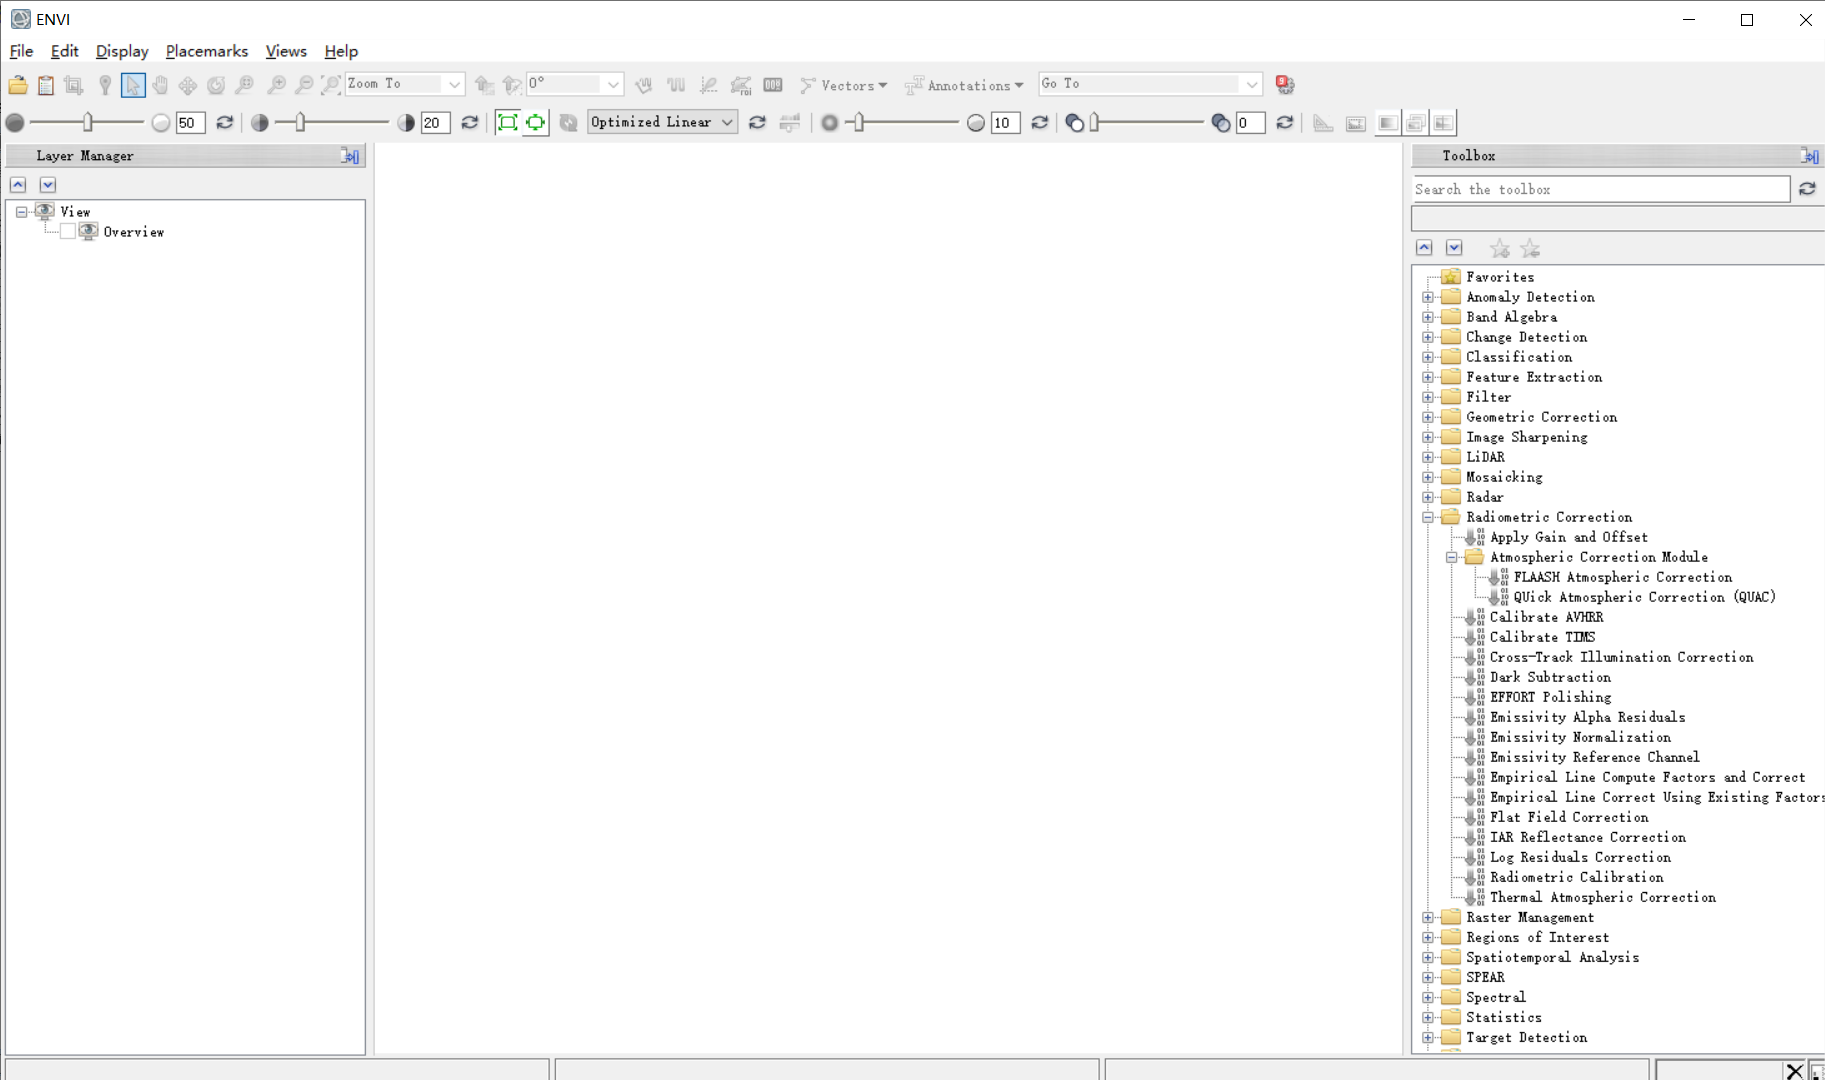 ENVI
File Edit Display Placemarks Views Help
Zoom To 0° Vectors Annotations Go To
50 20 Optimized Linear 10 0
Layer Manager
View
Overview
Toolbox
Search the toolbox
Favorites
Anomaly Detection
Band Algebra
Change Detection
Classification
Feature Extraction
Filter
Geometric Correction
Image Sharpening
LiDAR
Mosaicking
Radar
Radiometric Correction
Apply Gain and Offset
Atmospheric Correction Module
FLAASH Atmospheric Correction
QUick Atmospheric Correction (QUAC)
Calibrate AVHRR
Calibrate TIMS
Cross-Track Illumination Correction
Dark Subtraction
EFFORT Polishing
Emissivity Alpha Residuals
Emissivity Normalization
Emissivity Reference Channel
Empirical Line Compute Factors and Correct
Empirical Line Correct Using Existing Factors
Flat Field Correction
IAR Reflectance Correction
Log Residuals Correction
Radiometric Calibration
Thermal Atmospheric Correction
Raster Management
Regions of Interest
Spatiotemporal Analysis
SPEAR
Spectral
Statistics
Target Detection